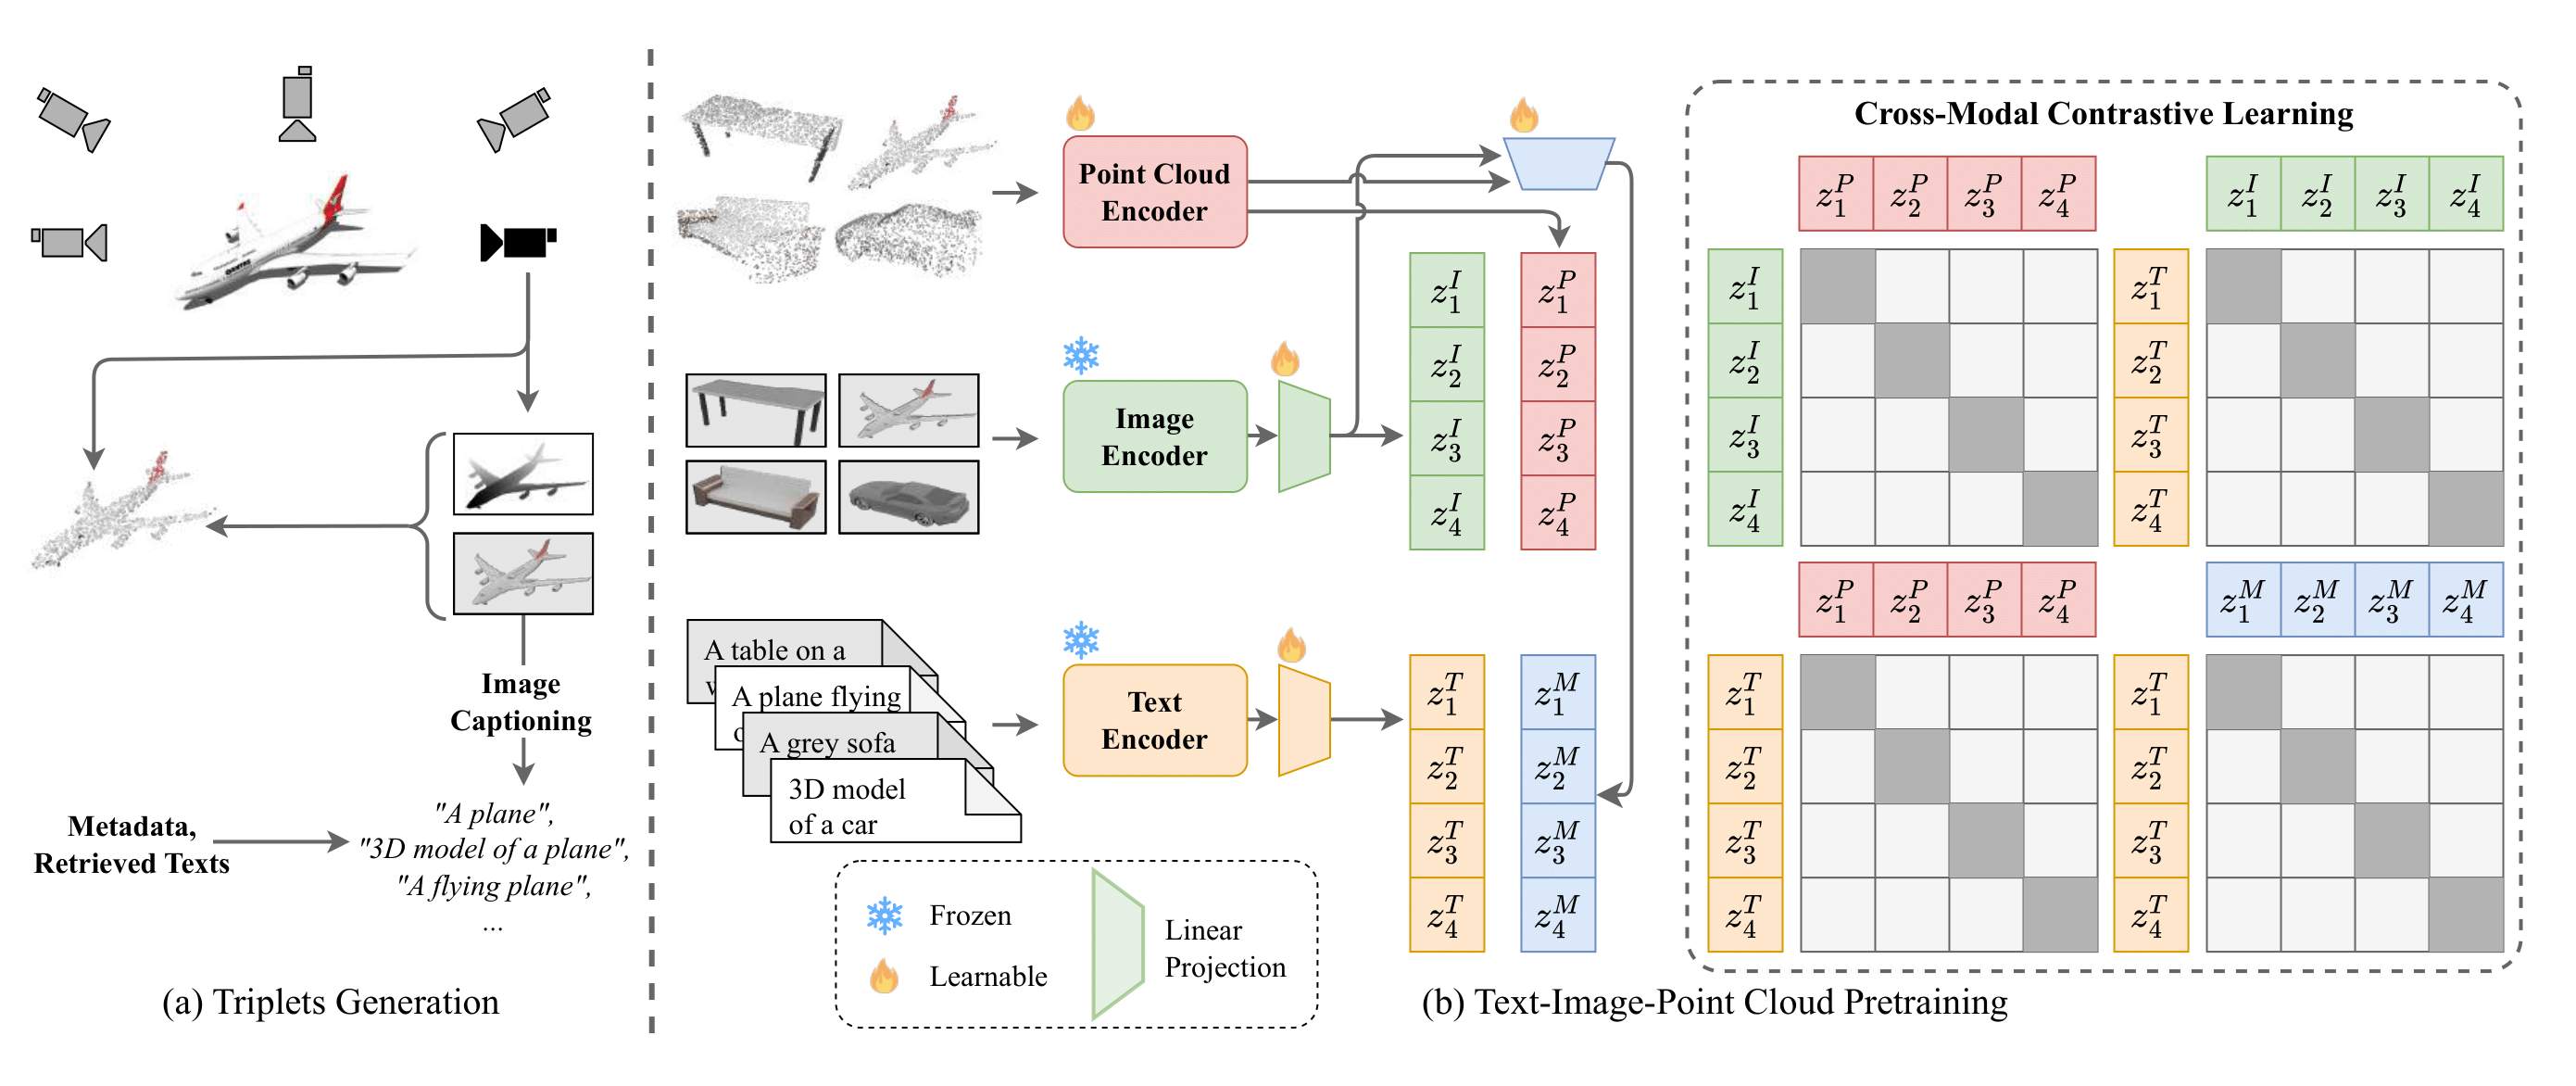 QANTAS
Image
Captioning
Metadata,
Retrieved Texts
"A plane",
"3D model of a plane",
"A flying plane",
...
(a) Triplets Generation
Point Cloud
Encoder
Image
Encoder
A table on a
w
A plane flying
o
A grey sofa
3D model
of a car
Text
Encoder
z_1^I
z_2^I
z_3^I
z_4^I
z_1^P
z_2^P
z_3^P
z_4^P
z_1^T
z_2^T
z_3^T
z_4^T
z_1^M
z_2^M
z_3^M
z_4^M
Frozen
Learnable
Linear
Projection
Cross-Modal Contrastive Learning
z_1^P z_2^P z_3^P z_4^P
z_1^I z_2^I z_3^I z_4^I
z_1^I
z_2^I
z_3^I
z_4^I
z_1^T
z_2^T
z_3^T
z_4^T
z_1^P z_2^P z_3^P z_4^P
z_1^M z_2^M z_3^M z_4^M
z_1^T
z_2^T
z_3^T
z_4^T
z_1^T
z_2^T
z_3^T
z_4^T
(b) Text-Image-Point Cloud Pretraining